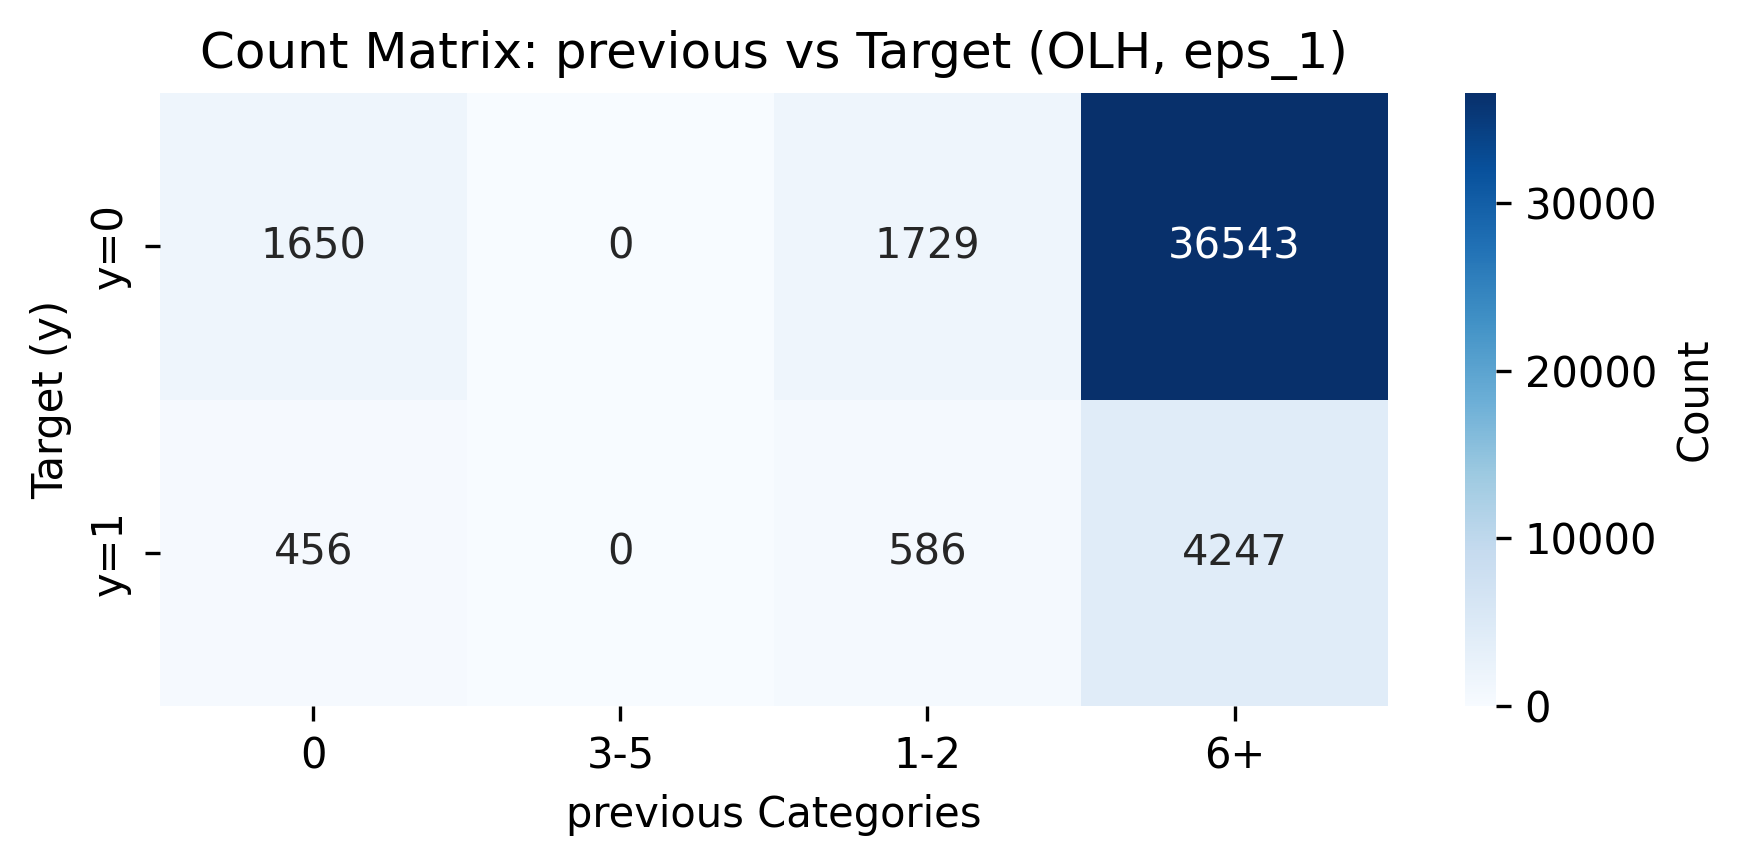 Count Matrix: previous vs Target (OLH, eps_1)
Target (y)
y=0
1650 0 1729 36543
y=1
456 0 586 4247
0 3-5 1-2 6+
previous Categories
30000
20000
10000
0
Count